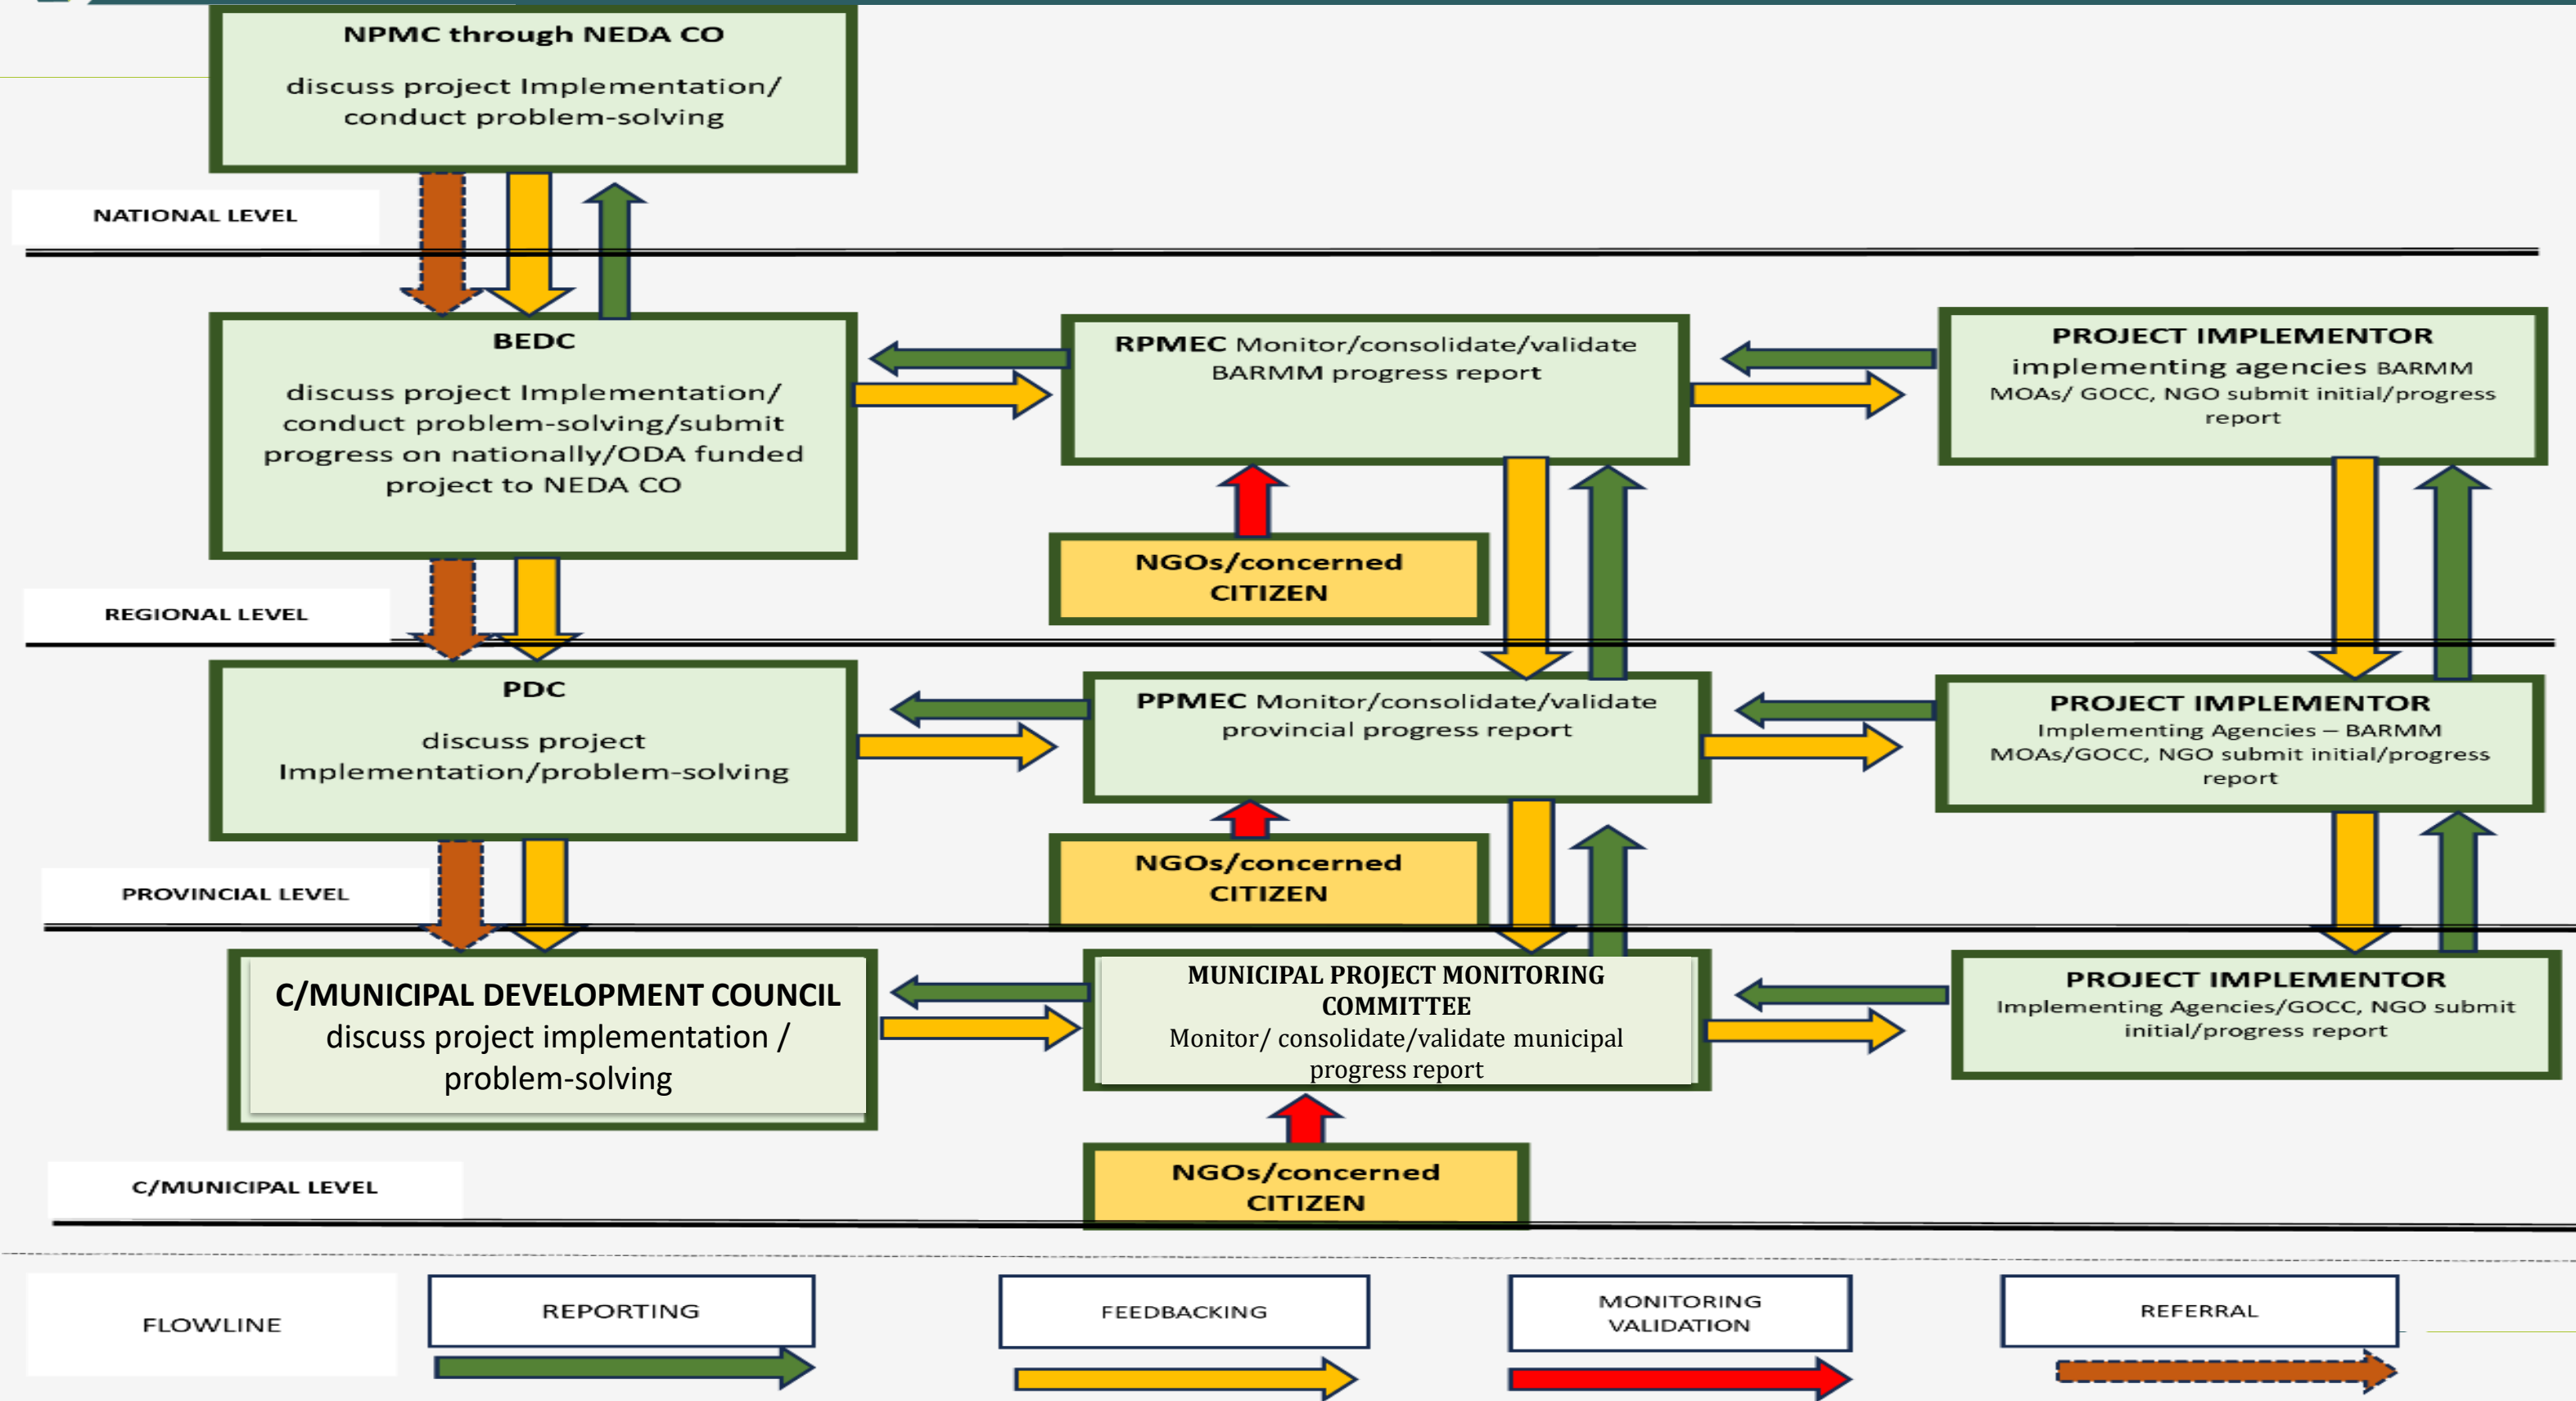 NPMC through NEDA CO
discuss project Implementation/
conduct problem-solving
NATIONAL LEVEL
BEDC
discuss project Implementation/
conduct problem-solving/submit
progress on nationally/ODA funded
project to NEDA CO
RPMEC Monitor/consolidate/validate
BARMM progress report
PROJECT IMPLEMENTOR
implementing agencies BARMM
MOAs/ GOCC, NGO submit initial/progress
report
NGOs/concerned
CITIZEN
REGIONAL LEVEL
PDC
discuss project
Implementation/problem-solving
PPMEC Monitor/consolidate/validate
provincial progress report
PROJECT IMPLEMENTOR
Implementing Agencies – BARMM
MOAs/GOCC, NGO submit initial/progress
report
NGOs/concerned
CITIZEN
PROVINCIAL LEVEL
C/MUNICIPAL DEVELOPMENT COUNCIL
discuss project implementation /
problem-solving
MUNICIPAL PROJECT MONITORING
COMMITTEE
Monitor/ consolidate/validate municipal
progress report
PROJECT IMPLEMENTOR
Implementing Agencies/GOCC, NGO submit
initial/progress report
NGOs/concerned
CITIZEN
C/MUNICIPAL LEVEL
FLOWLINE
REPORTING
FEEDBACKING
MONITORING
VALIDATION
REFERRAL